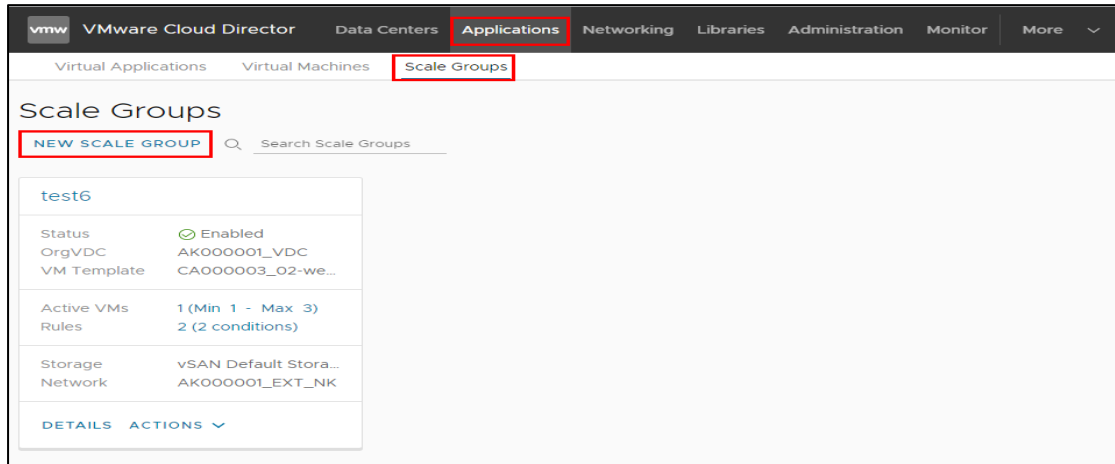 vmw VMware Cloud Director Data Centers Applications Networking Libraries Administration Monitor More
Virtual Applications Virtual Machines Scale Groups
Scale Groups
NEW SCALE GROUP Search Scale Groups
test6
Status Enabled
OrgVDC AK000001_VDC
VM Template CA000003_02-we...
Active VMs 1 (Min 1 - Max 3)
Rules 2 (2 conditions)
Storage vSAN Default Stora...
Network AK000001_EXT_NK
DETAILS ACTIONS